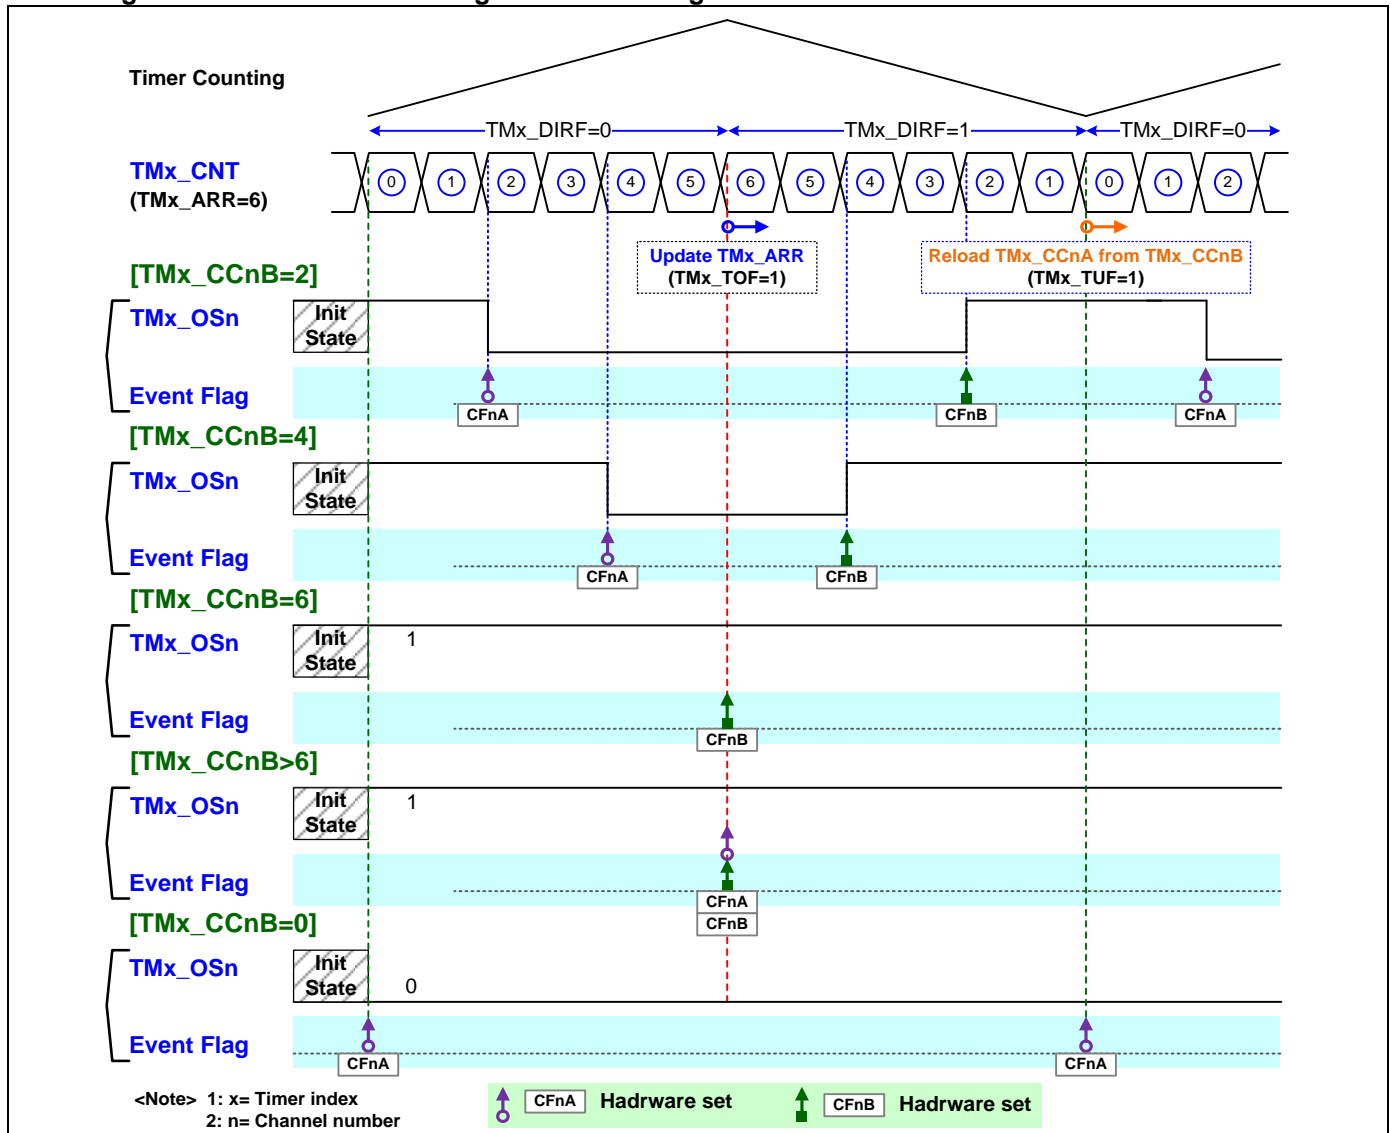 Timer Counting
TMx_DIRF=0 TMx_DIRF=1 TMx_DIRF=0
TMx_CNT
(TMx_ARR=6)
0 1 2 3 4 5 6 5 4 3 2 1 0 1 2
Update TMx_ARR
(TMx_TOF=1)
Reload TMx_CCnA from TMx_CCnB
(TMx_TUF=1)
[TMx_CCnB=2]
TMx_OSn
Init
State
Event Flag
CFnA CFnB CFnA
[TMx_CCnB=4]
TMx_OSn
Init
State
Event Flag
CFnA CFnB
[TMx_CCnB=6]
TMx_OSn
Init
State
1
Event Flag
CFnB
[TMx_CCnB>6]
TMx_OSn
Init
State
1
Event Flag
CFnA
CFnB
[TMx_CCnB=0]
TMx_OSn
Init
State
0
Event Flag
CFnA CFnA
<Note> 1: x= Timer index
2: n= Channel number
CFnA Hadrware set CFnB Hadrware set